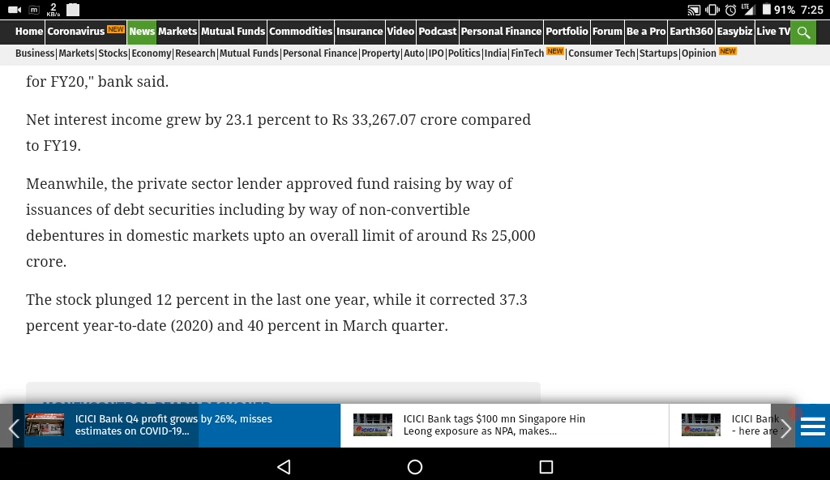 2
KB/s
LTE
91% 7:25
Home Coronavirus NEW News Markets Mutual Funds Commodities Insurance Video Podcast Personal Finance Portfolio Forum Be a Pro Earth360 Easybiz Live TV
Business| Markets| Stocks| Economy| Research| Mutual Funds| Personal Finance| Property| Auto| IPO| Politics| India| FinTech NEW | Consumer Tech| Startups| Opinion NEW
for FY20," bank said.
Net interest income grew by 23.1 percent to Rs 33,267.07 crore compared
to FY19.
Meanwhile, the private sector lender approved fund raising by way of
issuances of debt securities including by way of non-convertible
debentures in domestic markets upto an overall limit of around Rs 25,000
crore.
The stock plunged 12 percent in the last one year, while it corrected 37.3
percent year-to-date (2020) and 40 percent in March quarter.
MONEYCONTROL READY RECKONER
ICICI Bank Q4 profit grows by 26%, misses
estimates on COVID-19...
ICICI Bank tags $100 mn Singapore Hin
Leong exposure as NPA, makes...
ICICI Bank
- here are